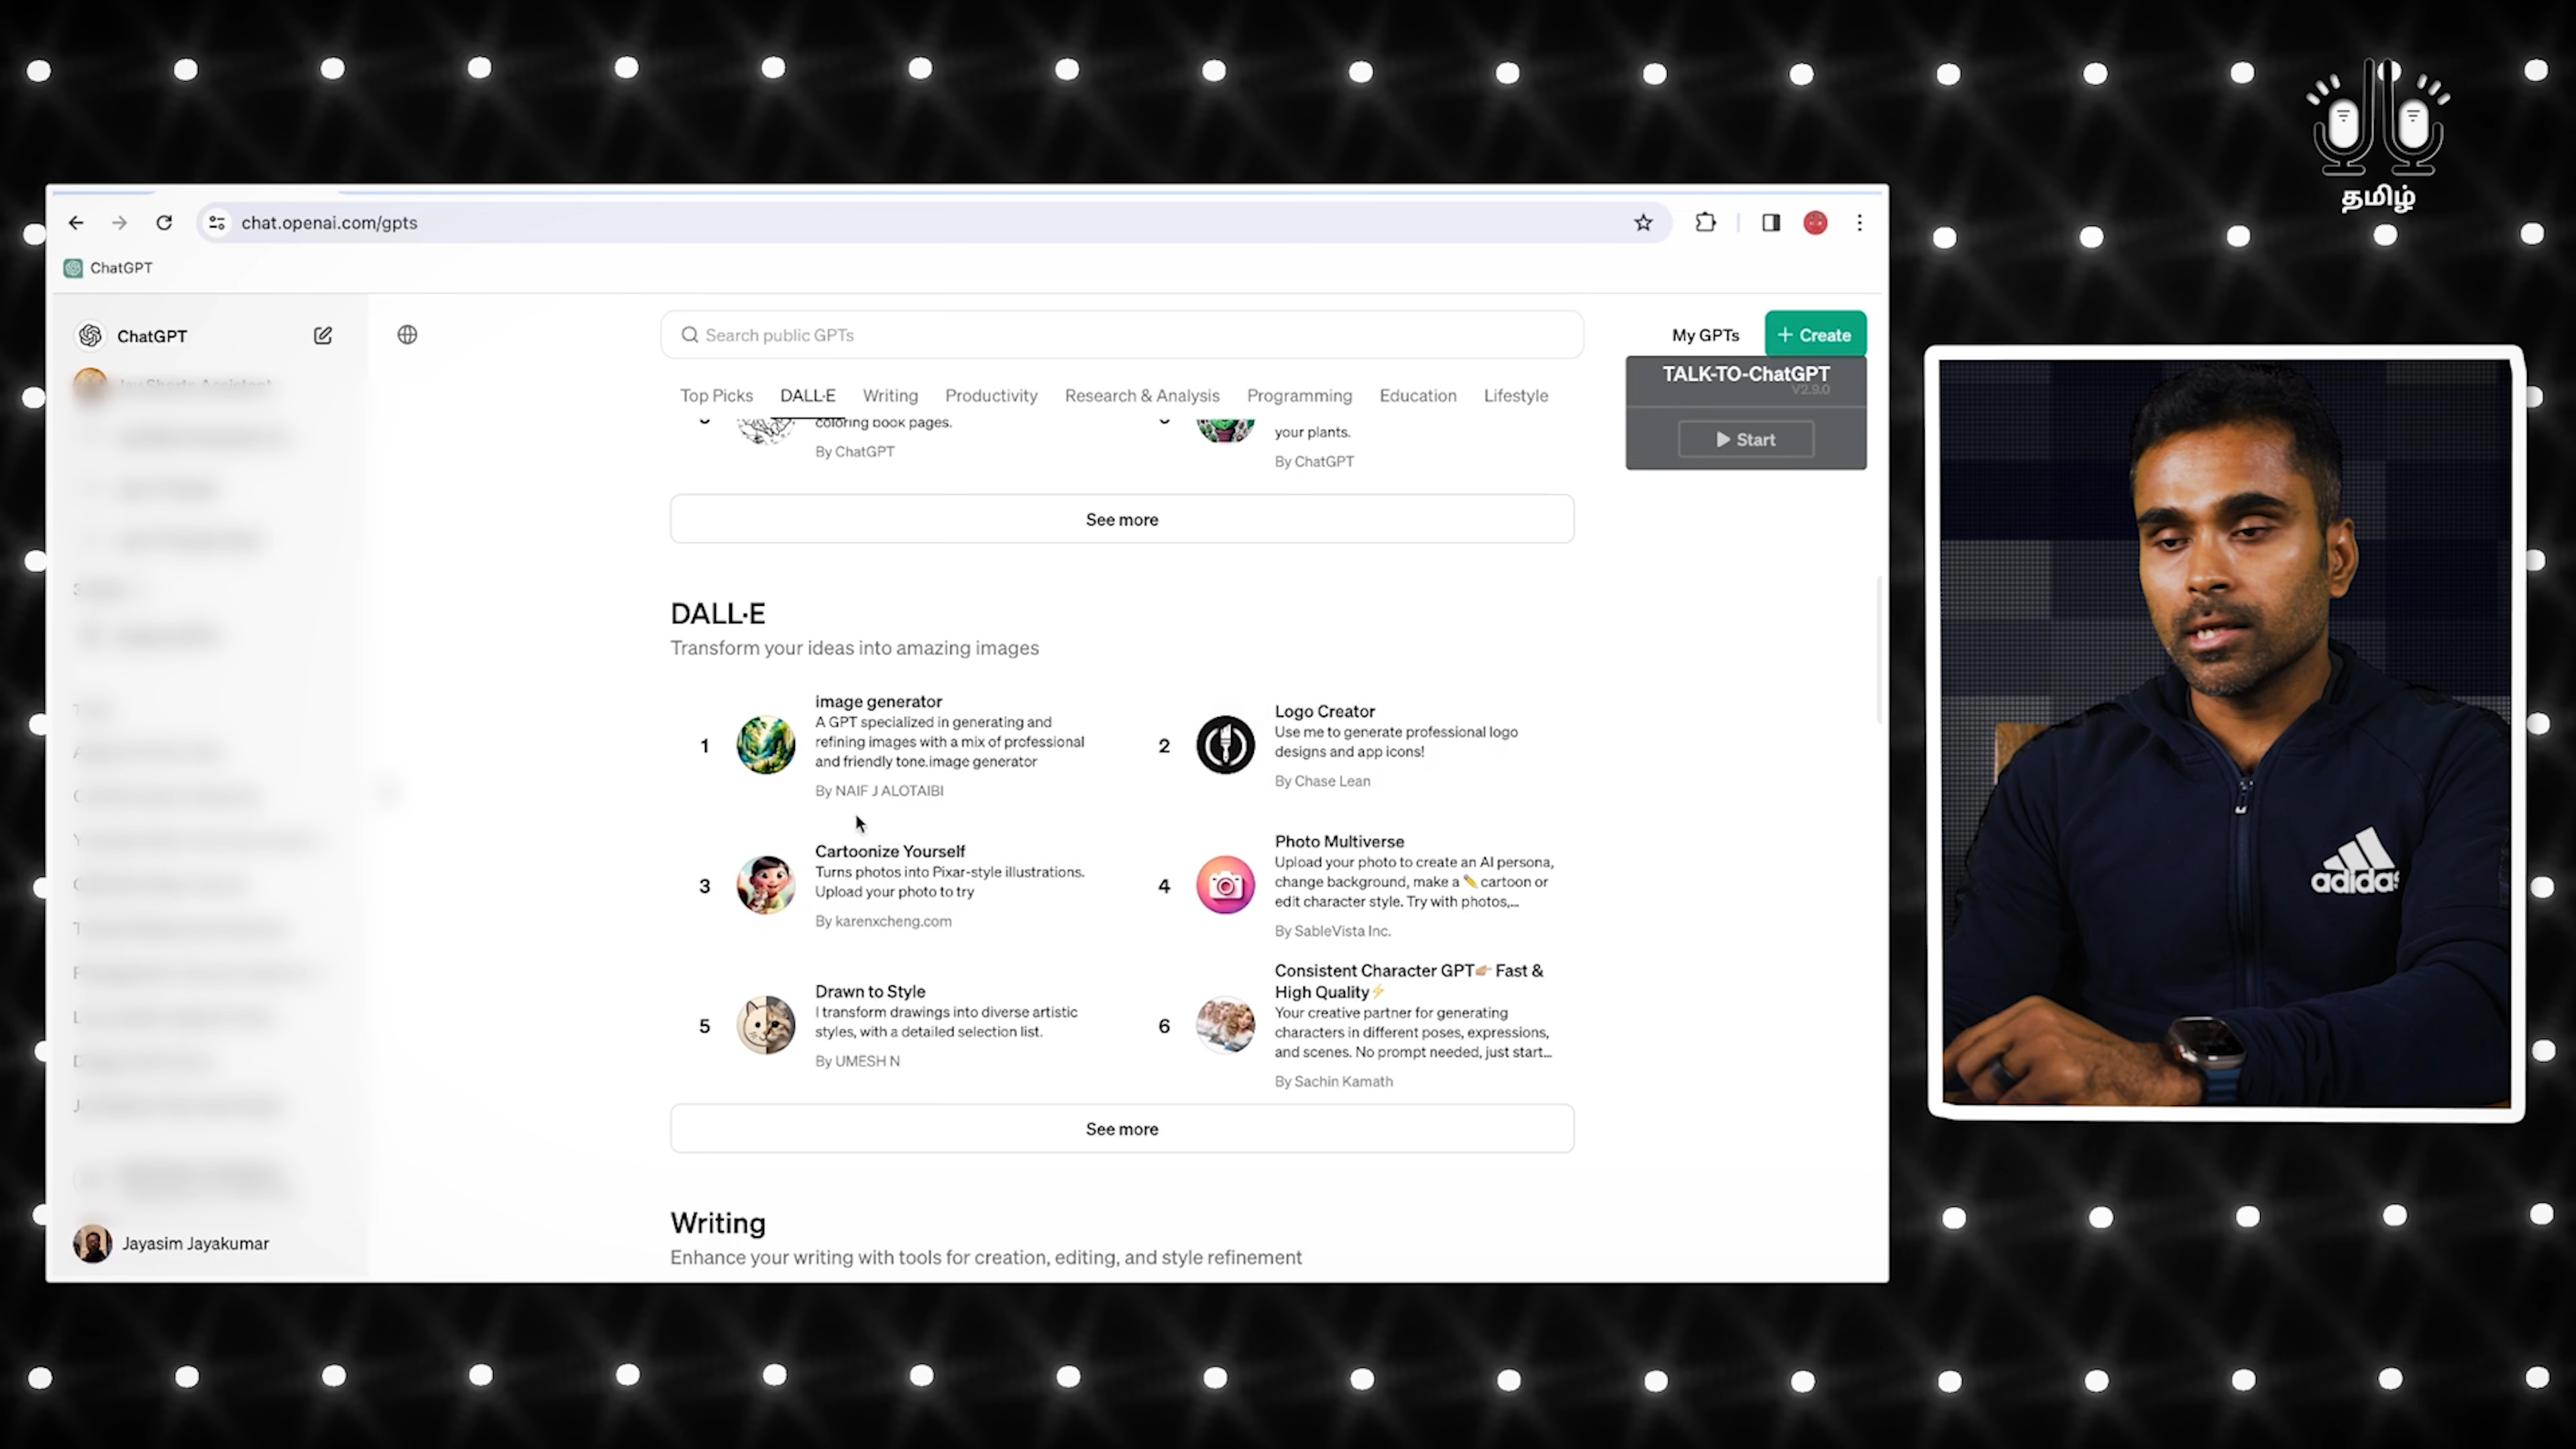 தமிழ்
chat.openai.com/gpts
ChatGPT
ChatGPT
Search public GPTs
My GPTs
+ Create
TALK-TO-ChatGPT
V2.9.0
Start
Top Picks DALL·E Writing Productivity Research & Analysis Programming Education Lifestyle
coloring book pages.
By ChatGPT
your plants.
By ChatGPT
See more
DALL·E
Transform your ideas into amazing images
1
image generator
A GPT specialized in generating and
refining images with a mix of professional
and friendly tone.image generator
By NAIF J ALOTAIBI
2
Logo Creator
Use me to generate professional logo
designs and app icons!
By Chase Lean
3
Cartoonize Yourself
Turns photos into Pixar-style illustrations.
Upload your photo to try
By karenxcheng.com
4
Photo Multiverse
Upload your photo to create an AI persona,
change background, make a ✏️ cartoon or
edit character style. Try with photos,...
By SableVista Inc.
5
Drawn to Style
I transform drawings into diverse artistic
styles, with a detailed selection list.
By UMESH N
6
Consistent Character GPT👉🏼 Fast &
High Quality⚡
Your creative partner for generating
characters in different poses, expressions,
and scenes. No prompt needed, just start...
By Sachin Kamath
See more
Writing
Enhance your writing with tools for creation, editing, and style refinement
Jayasim Jayakumar
adidas